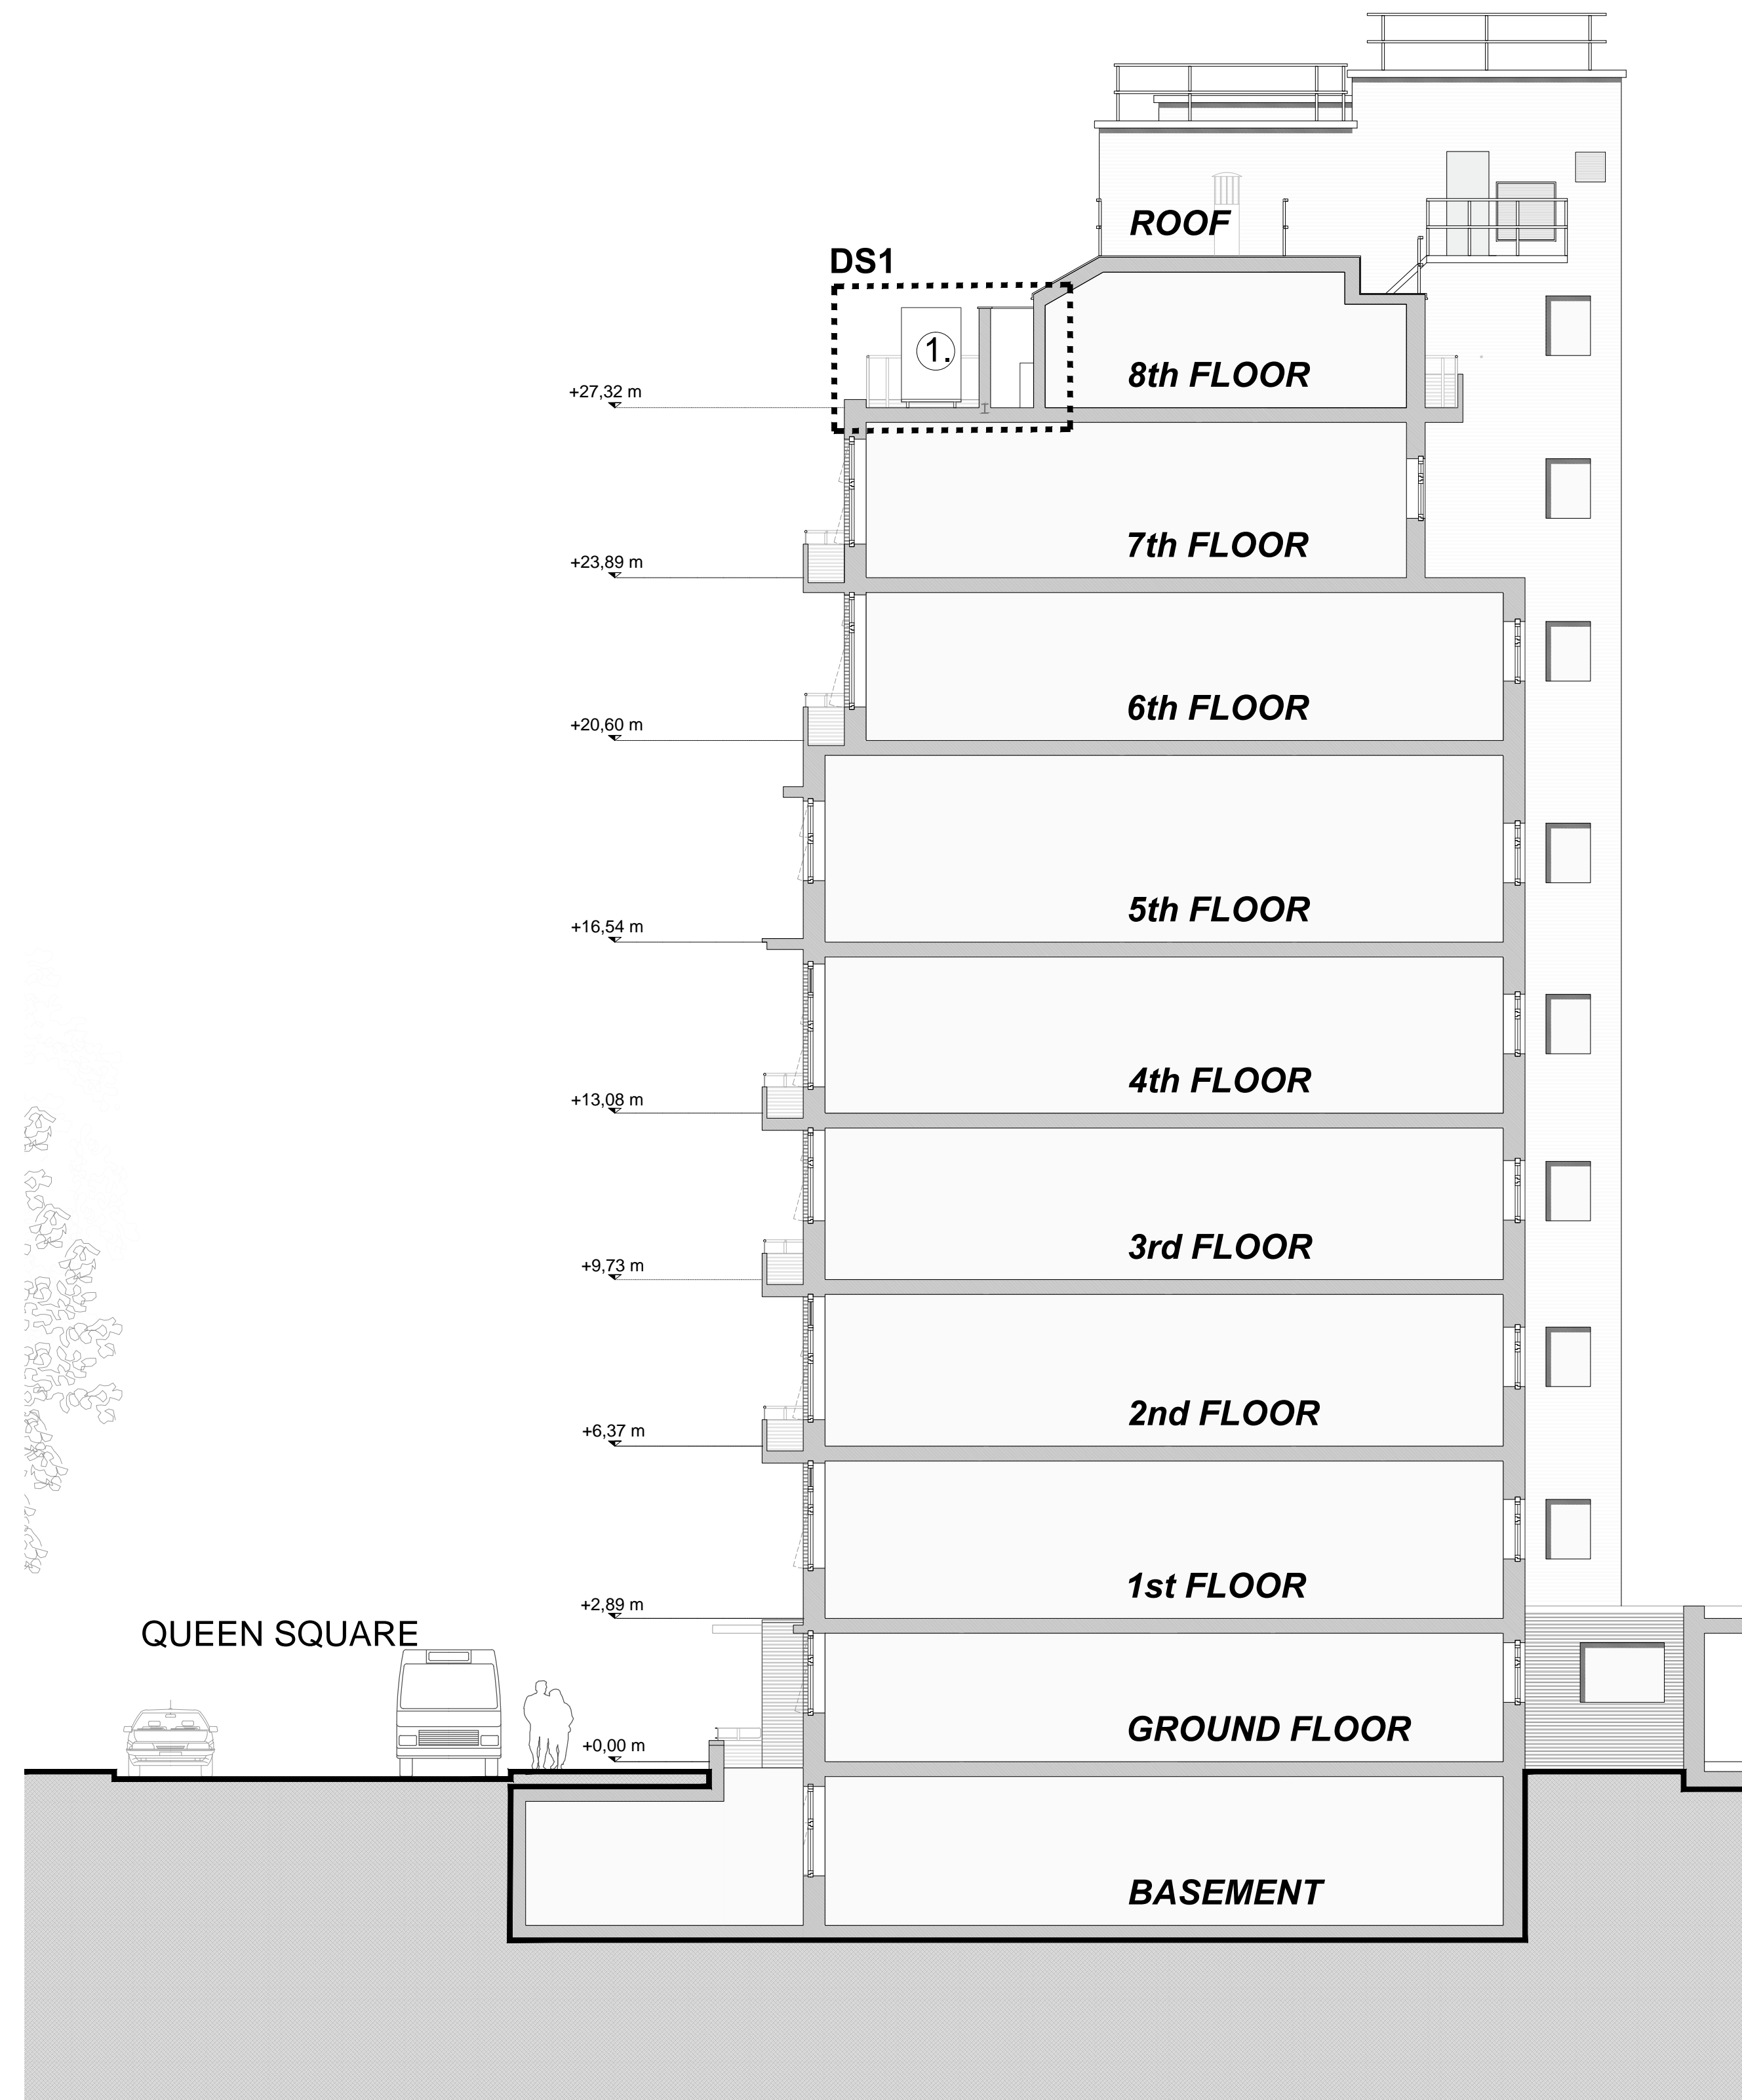 ROOF
DS1
1.
8th FLOOR
+27,32 m
7th FLOOR
+23,89 m
6th FLOOR
+20,60 m
5th FLOOR
+16,54 m
4th FLOOR
+13,08 m
3rd FLOOR
+9,73 m
2nd FLOOR
+6,37 m
1st FLOOR
+2,89 m
QUEEN SQUARE
GROUND FLOOR
+0,00 m
BASEMENT